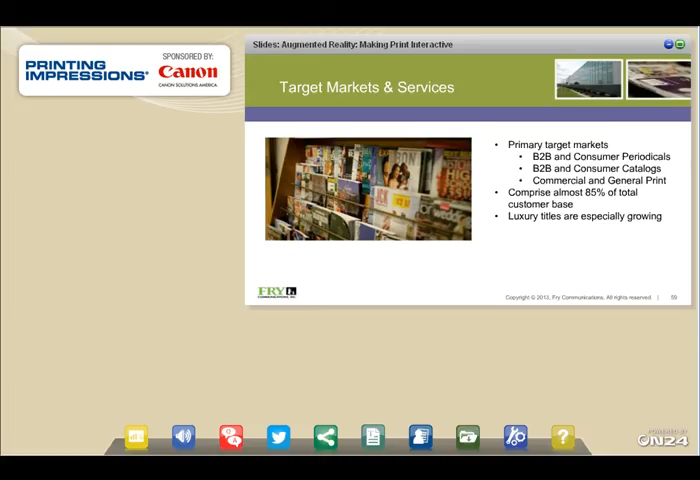 PRINTING
IMPRESSIONS®
SPONSORED BY:
Canon
CANON SOLUTIONS AMERICA
Slides: Augmented Reality: Making Print Interactive
Target Markets & Services
• Primary target markets
• B2B and Consumer Periodicals
• B2B and Consumer Catalogs
• Commercial and General Print
• Comprise almost 85% of total
customer base
• Luxury titles are especially growing
FRY
COMMUNICATIONS, INC.
Copyright © 2013, Fry Communications, All rights reserved. | 59
Q
A
?
POWERED BY
ON24